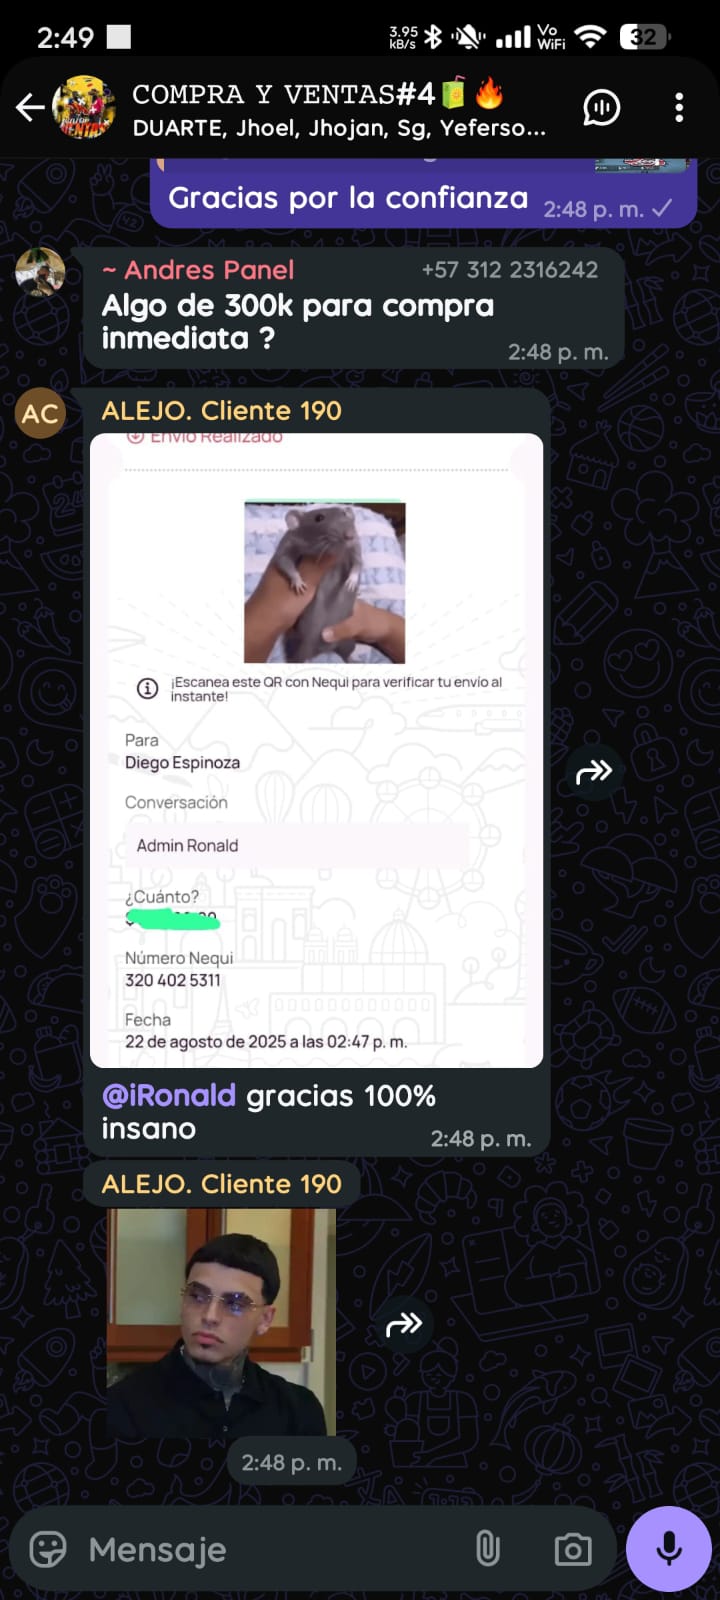 2:49
3.95
kB/s
Vo
WiFi
32
COMPRA Y VENTAS#4
DUARTE, Jhoel, Jhojan, Sg, Yeferso...
Gracias por la confianza
2:48 p. m.
~ Andres Panel
+57 312 2316242
Algo de 300k para compra
inmediata ?
2:48 p. m.
AC
ALEJO. Cliente 190
Envío Realizado
¡Escanea este QR con Nequi para verificar tu envío al
instante!
Para
Diego Espinoza
Conversación
Admin Ronald
¿Cuánto?
Número Nequi
320 402 5311
Fecha
22 de agosto de 2025 a las 02:47 p. m.
@iRonald gracias 100%
insano
2:48 p. m.
ALEJO. Cliente 190
2:48 p. m.
Mensaje